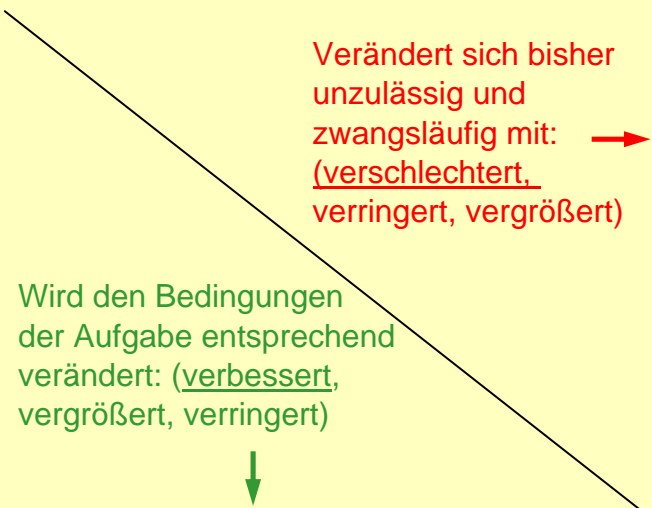 Verändert sich bisher
unzulässig und
zwangsläufig mit:
(verschlechtert,
verringert, vergrößert)
Wird den Bedingungen
der Aufgabe entsprechend
verändert: (verbessert,
vergrößert, verringert)